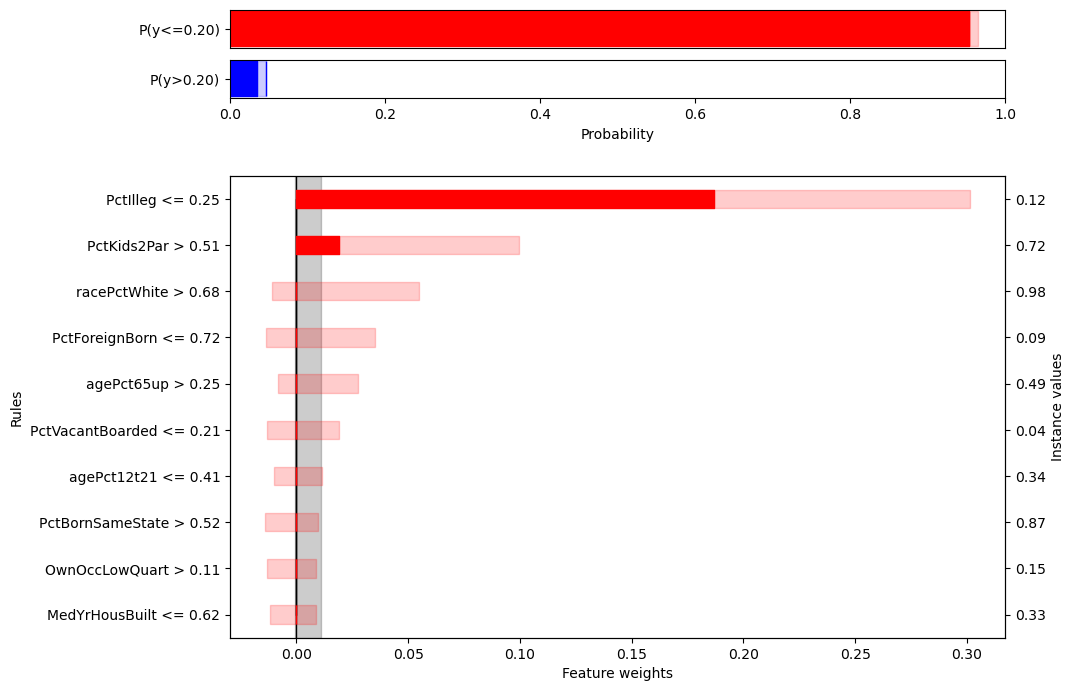 P(y<=0.20)
P(y>0.20)
0.0 0.2 0.4 0.6 0.8 1.0
Probability
PctIlleg <= 0.25 0.12
PctKids2Par > 0.51 0.72
racePctWhite > 0.68 0.98
PctForeignBorn <= 0.72 0.09
agePct65up > 0.25 0.49
PctVacantBoarded <= 0.21 0.04
agePct12t21 <= 0.41 0.34
PctBornSameState > 0.52 0.87
OwnOccLowQuart > 0.11 0.15
MedYrHousBuilt <= 0.62 0.33
Rules
Instance values
0.00 0.05 0.10 0.15 0.20 0.25 0.30
Feature weights